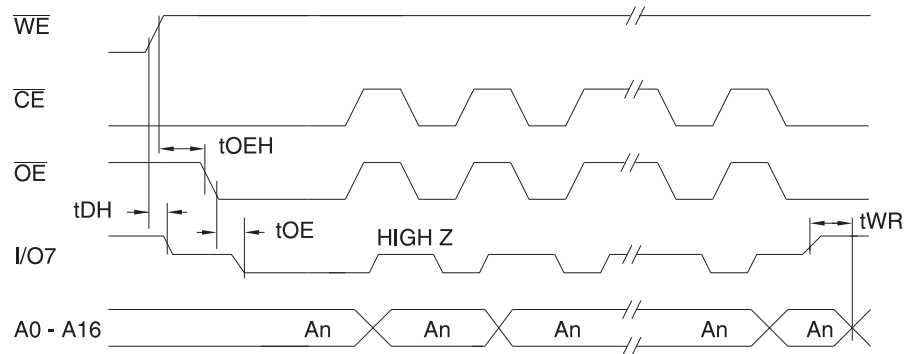 WE
CE
tOEH
OE
tDH
tOE
tWR
HIGH Z
I/O7
A0 - A16 An An An An An